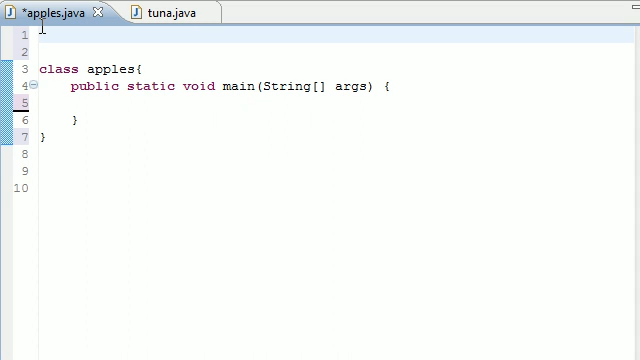 *apples.java tuna.java
1
2
3 class apples{
4 public static void main(String[] args) {
5
6 }
7 }
8
9
10